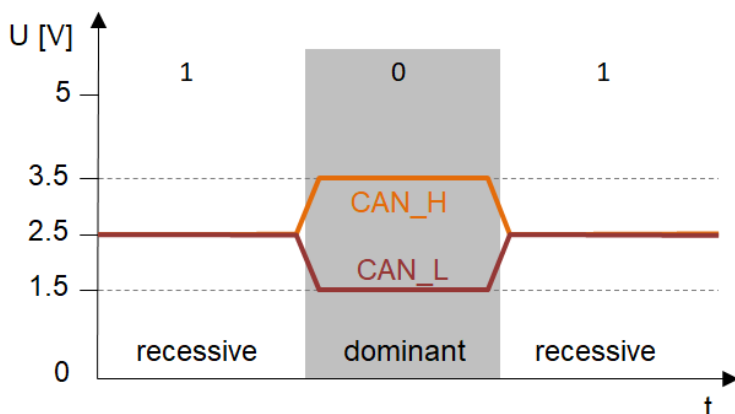 U [V]
1 0 1
5
3.5
CAN_H
2.5
CAN_L
1.5
recessive dominant recessive
0
t